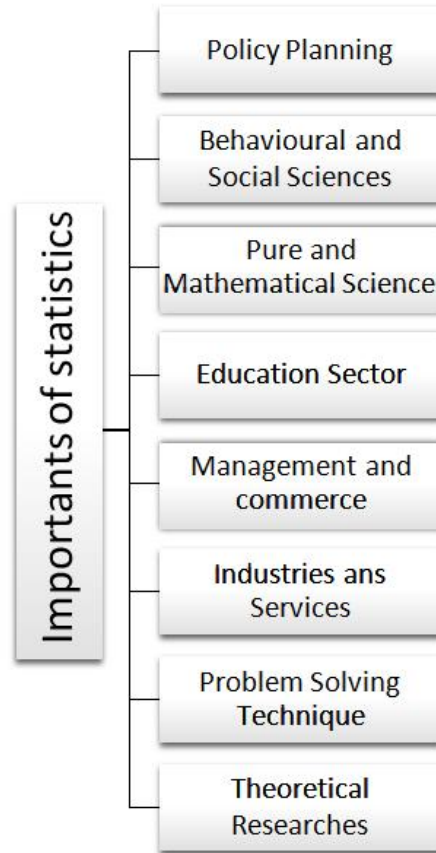 Importants of statistics
Policy Planning
Behavioural and
Social Sciences
Pure and
Mathematical Science
Education Sector
Management and
commerce
Industries ans
Services
Problem Solving
Technique
Theoretical
Researches